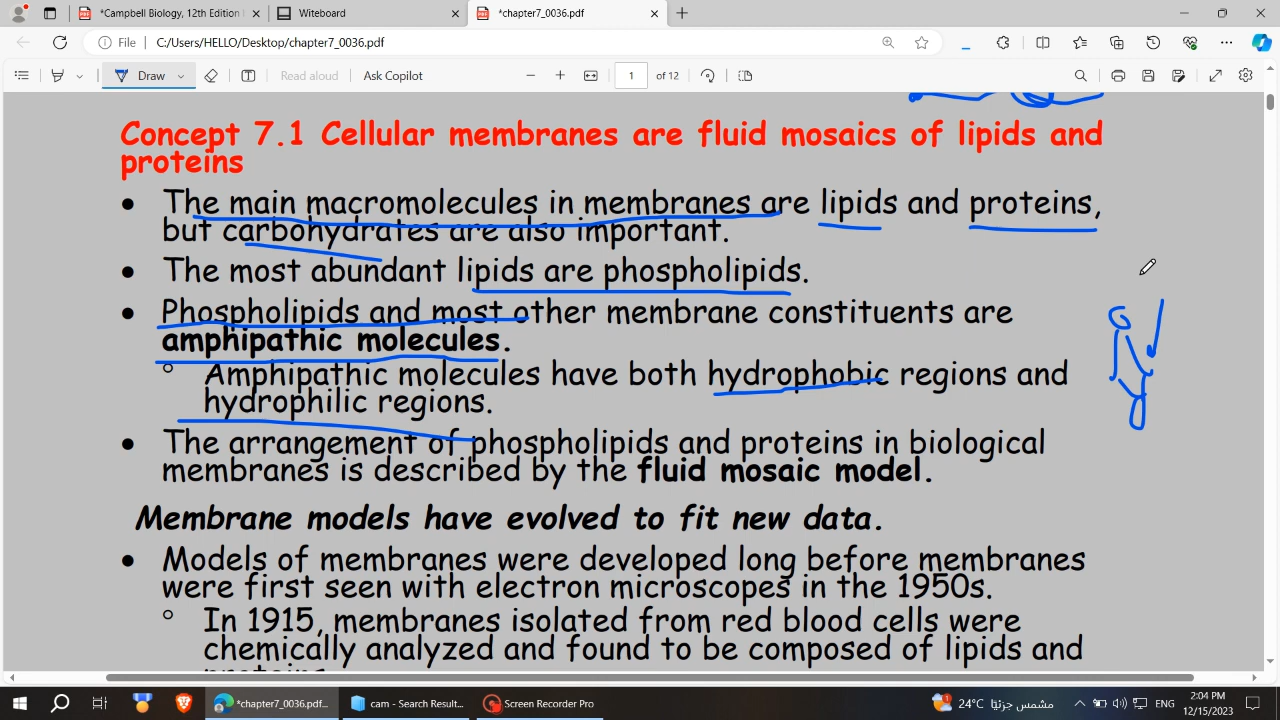 *Campbell Biology, 12th Edition
Witeboard
*chapter7_0036.pdf
File
C:/Users/HELLO/Desktop/chapter7_0036.pdf
Draw
Read aloud
Ask Copilot
1
of 12
Concept 7.1 Cellular membranes are fluid mosaics of lipids and
proteins
• The main macromolecules in membranes are lipids and proteins,
but carbohydrates are also important.
• The most abundant lipids are phospholipids.
• Phospholipids and most other membrane constituents are
amphipathic molecules.
° Amphipathic molecules have both hydrophobic regions and
hydrophilic regions.
• The arrangement of phospholipids and proteins in biological
membranes is described by the fluid mosaic model.
Membrane models have evolved to fit new data.
• Models of membranes were developed long before membranes
were first seen with electron microscopes in the 1950s.
° In 1915, membranes isolated from red blood cells were
chemically analyzed and found to be composed of lipids and
proteins
*chapter7_0036.pdf...
cam - Search Result...
Screen Recorder Pro
24°C مشمس جزئيًا
ENG
2:04 PM
12/15/2023